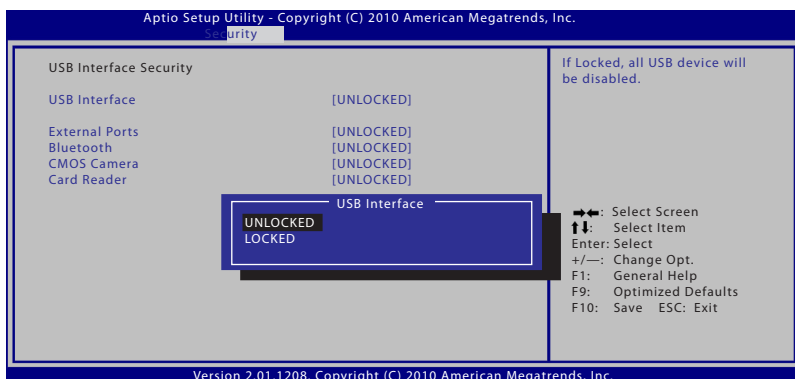 Aptio Setup Utility - Copyright (C) 2010 American Megatrends, Inc.
Security
USB Interface Security
USB Interface [UNLOCKED]
External Ports [UNLOCKED]
Bluetooth [UNLOCKED]
CMOS Camera [UNLOCKED]
Card Reader [UNLOCKED]
USB Interface
UNLOCKED
LOCKED
If Locked, all USB device will
be disabled.
→←: Select Screen
↑↓: Select Item
Enter: Select
+/—: Change Opt.
F1: General Help
F9: Optimized Defaults
F10: Save ESC: Exit
Version 2.01.1208. Copyright (C) 2010 American Megatrends, Inc.